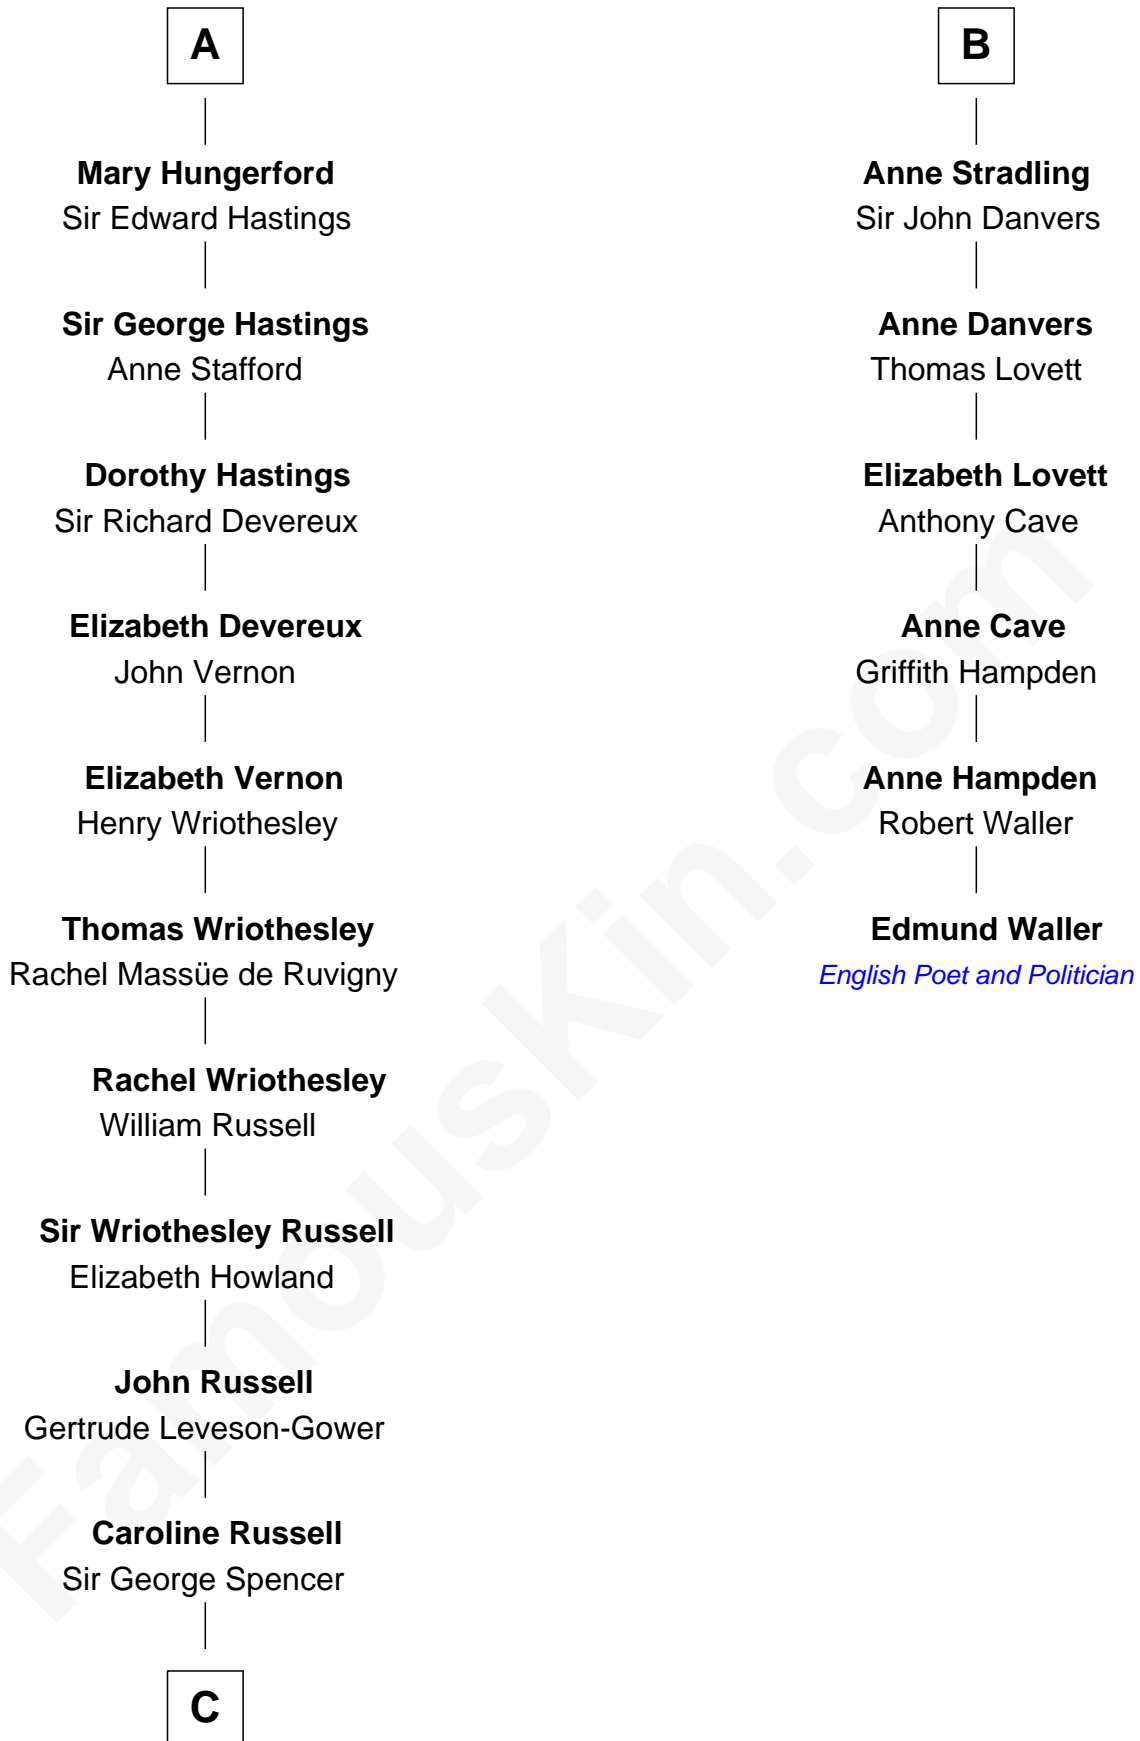 A
Mary Hungerford
Sir Edward Hastings
Sir George Hastings
Anne Stafford
Dorothy Hastings
Sir Richard Devereux
Elizabeth Devereux
John Vernon
Elizabeth Vernon
Henry Wriothesley
Thomas Wriothesley
Rachel Massüe de Ruvigny
Rachel Wriothesley
William Russell
Sir Wriothesley Russell
Elizabeth Howland
John Russell
Gertrude Leveson-Gower
Caroline Russell
Sir George Spencer
C
B
Anne Stradling
Sir John Danvers
Anne Danvers
Thomas Lovett
Elizabeth Lovett
Anthony Cave
Anne Cave
Griffith Hampden
Anne Hampden
Robert Waller
Edmund Waller
English Poet and Politician
FamousKin.com